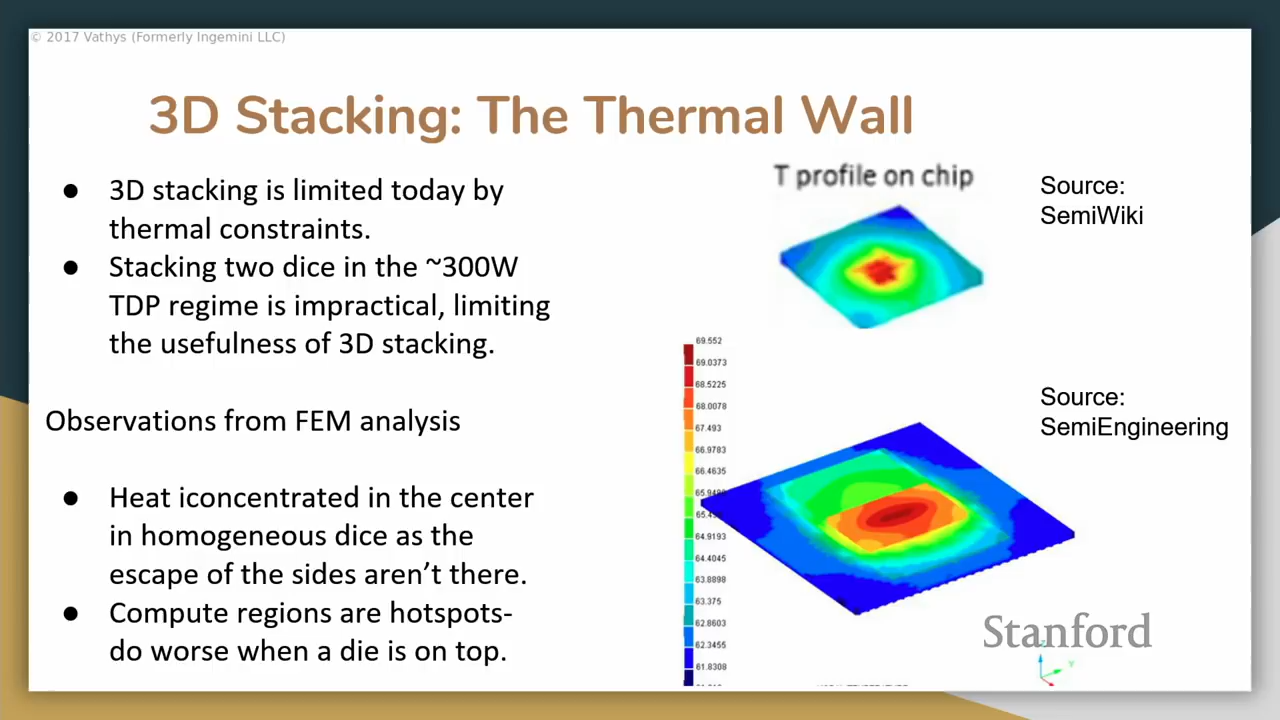 © 2017 Vathys (Formerly Ingemini LLC)
3D Stacking: The Thermal Wall
● 3D stacking is limited today by
thermal constraints.
● Stacking two dice in the ~300W
TDP regime is impractical, limiting
the usefulness of 3D stacking.
Observations from FEM analysis
● Heat iconcentrated in the center
in homogeneous dice as the
escape of the sides aren’t there.
● Compute regions are hotspots-
do worse when a die is on top.
T profile on chip
Source:
SemiWiki
69.552
69.0373
68.5225
68.0078
67.493
66.9783
66.4635
64.9193
64.4045
63.8898
63.375
62.8603
62.3455
61.8308
Source:
SemiEngineering
Stanford
Y